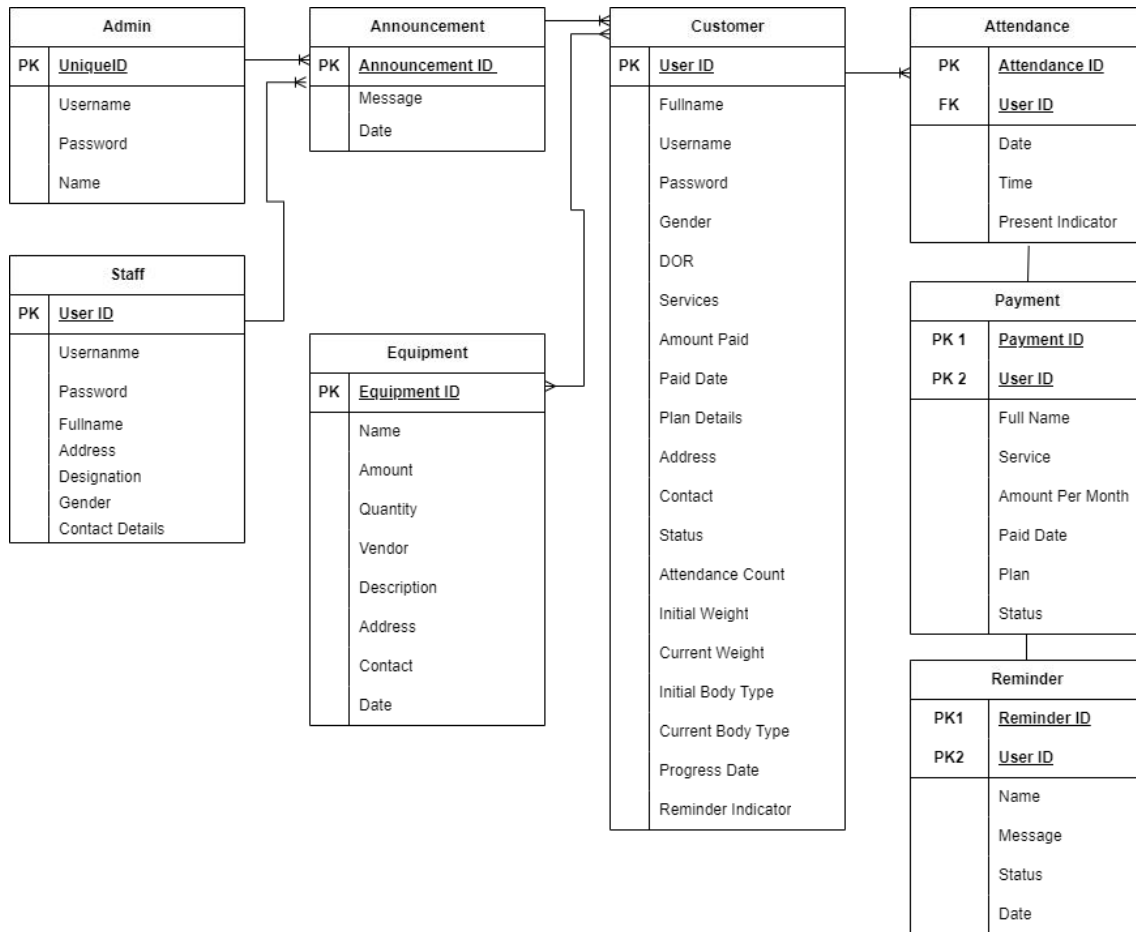 Admin
PK UniqueID
Username
Password
Name
Staff
PK User ID
Usernanme
Password
Fullname
Address
Designation
Gender
Contact Details
Announcement
PK Announcement ID
Message
Date
Equipment
PK Equipment ID
Name
Amount
Quantity
Vendor
Description
Address
Contact
Date
Customer
PK User ID
Fullname
Username
Password
Gender
DOR
Services
Amount Paid
Paid Date
Plan Details
Address
Contact
Status
Attendance Count
Initial Weight
Current Weight
Initial Body Type
Current Body Type
Progress Date
Reminder Indicator
Attendance
PK Attendance ID
FK User ID
Date
Time
Present Indicator
Payment
PK 1 Payment ID
PK 2 User ID
Full Name
Service
Amount Per Month
Paid Date
Plan
Status
Reminder
PK1 Reminder ID
PK2 User ID
Name
Message
Status
Date